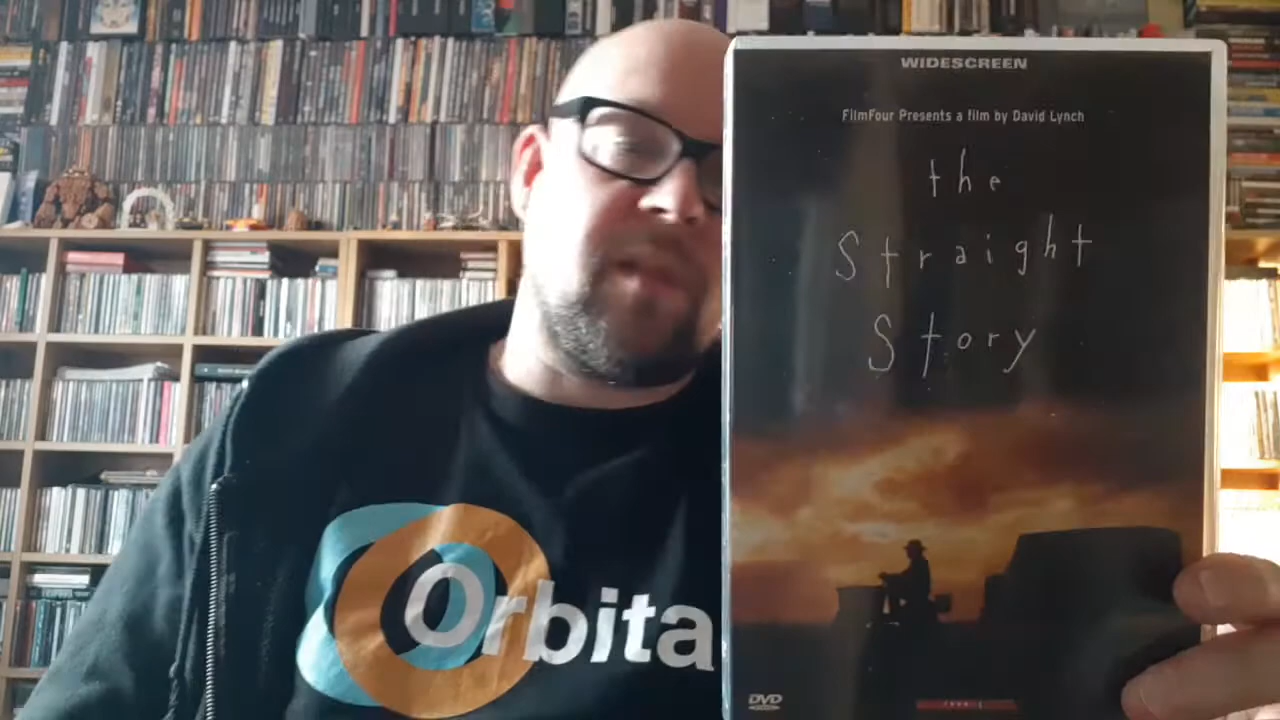 WIDESCREEN
FilmFour Presents a film by David Lynch
the
Straight
Story
Orbita
DVD